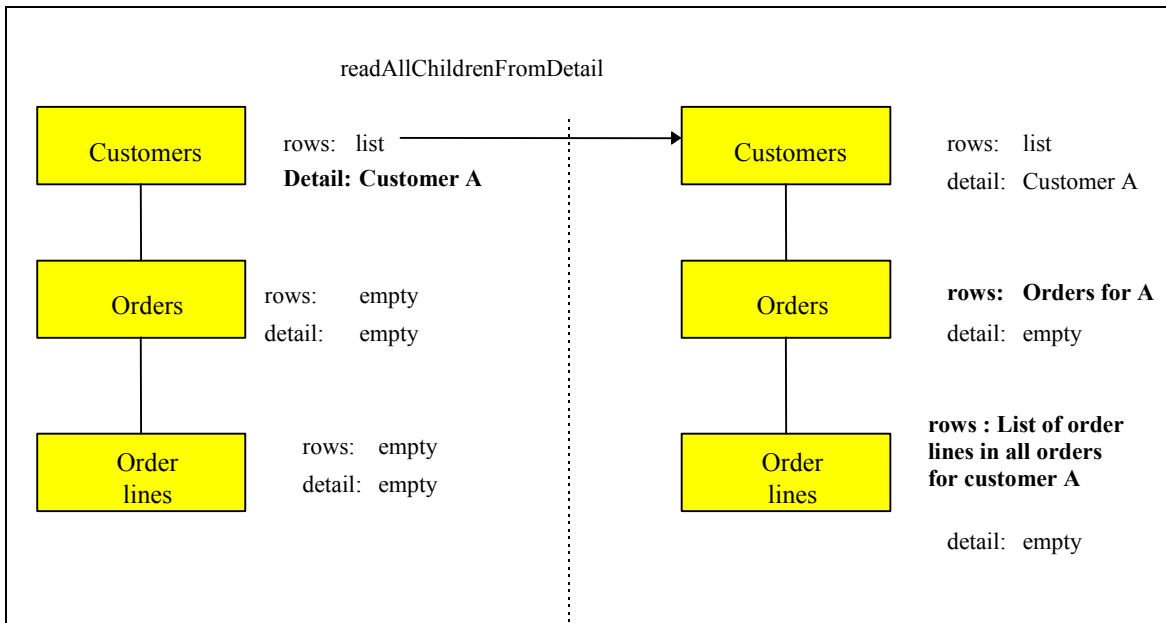 readAllChildrenFromDetail
Customers
rows: list
Detail: Customer A
Orders
rows: empty
detail: empty
Order
lines
rows: empty
detail: empty
Customers
rows: list
detail: Customer A
Orders
rows: Orders for A
detail: empty
Order
lines
rows : List of order
lines in all orders
for customer A
detail: empty